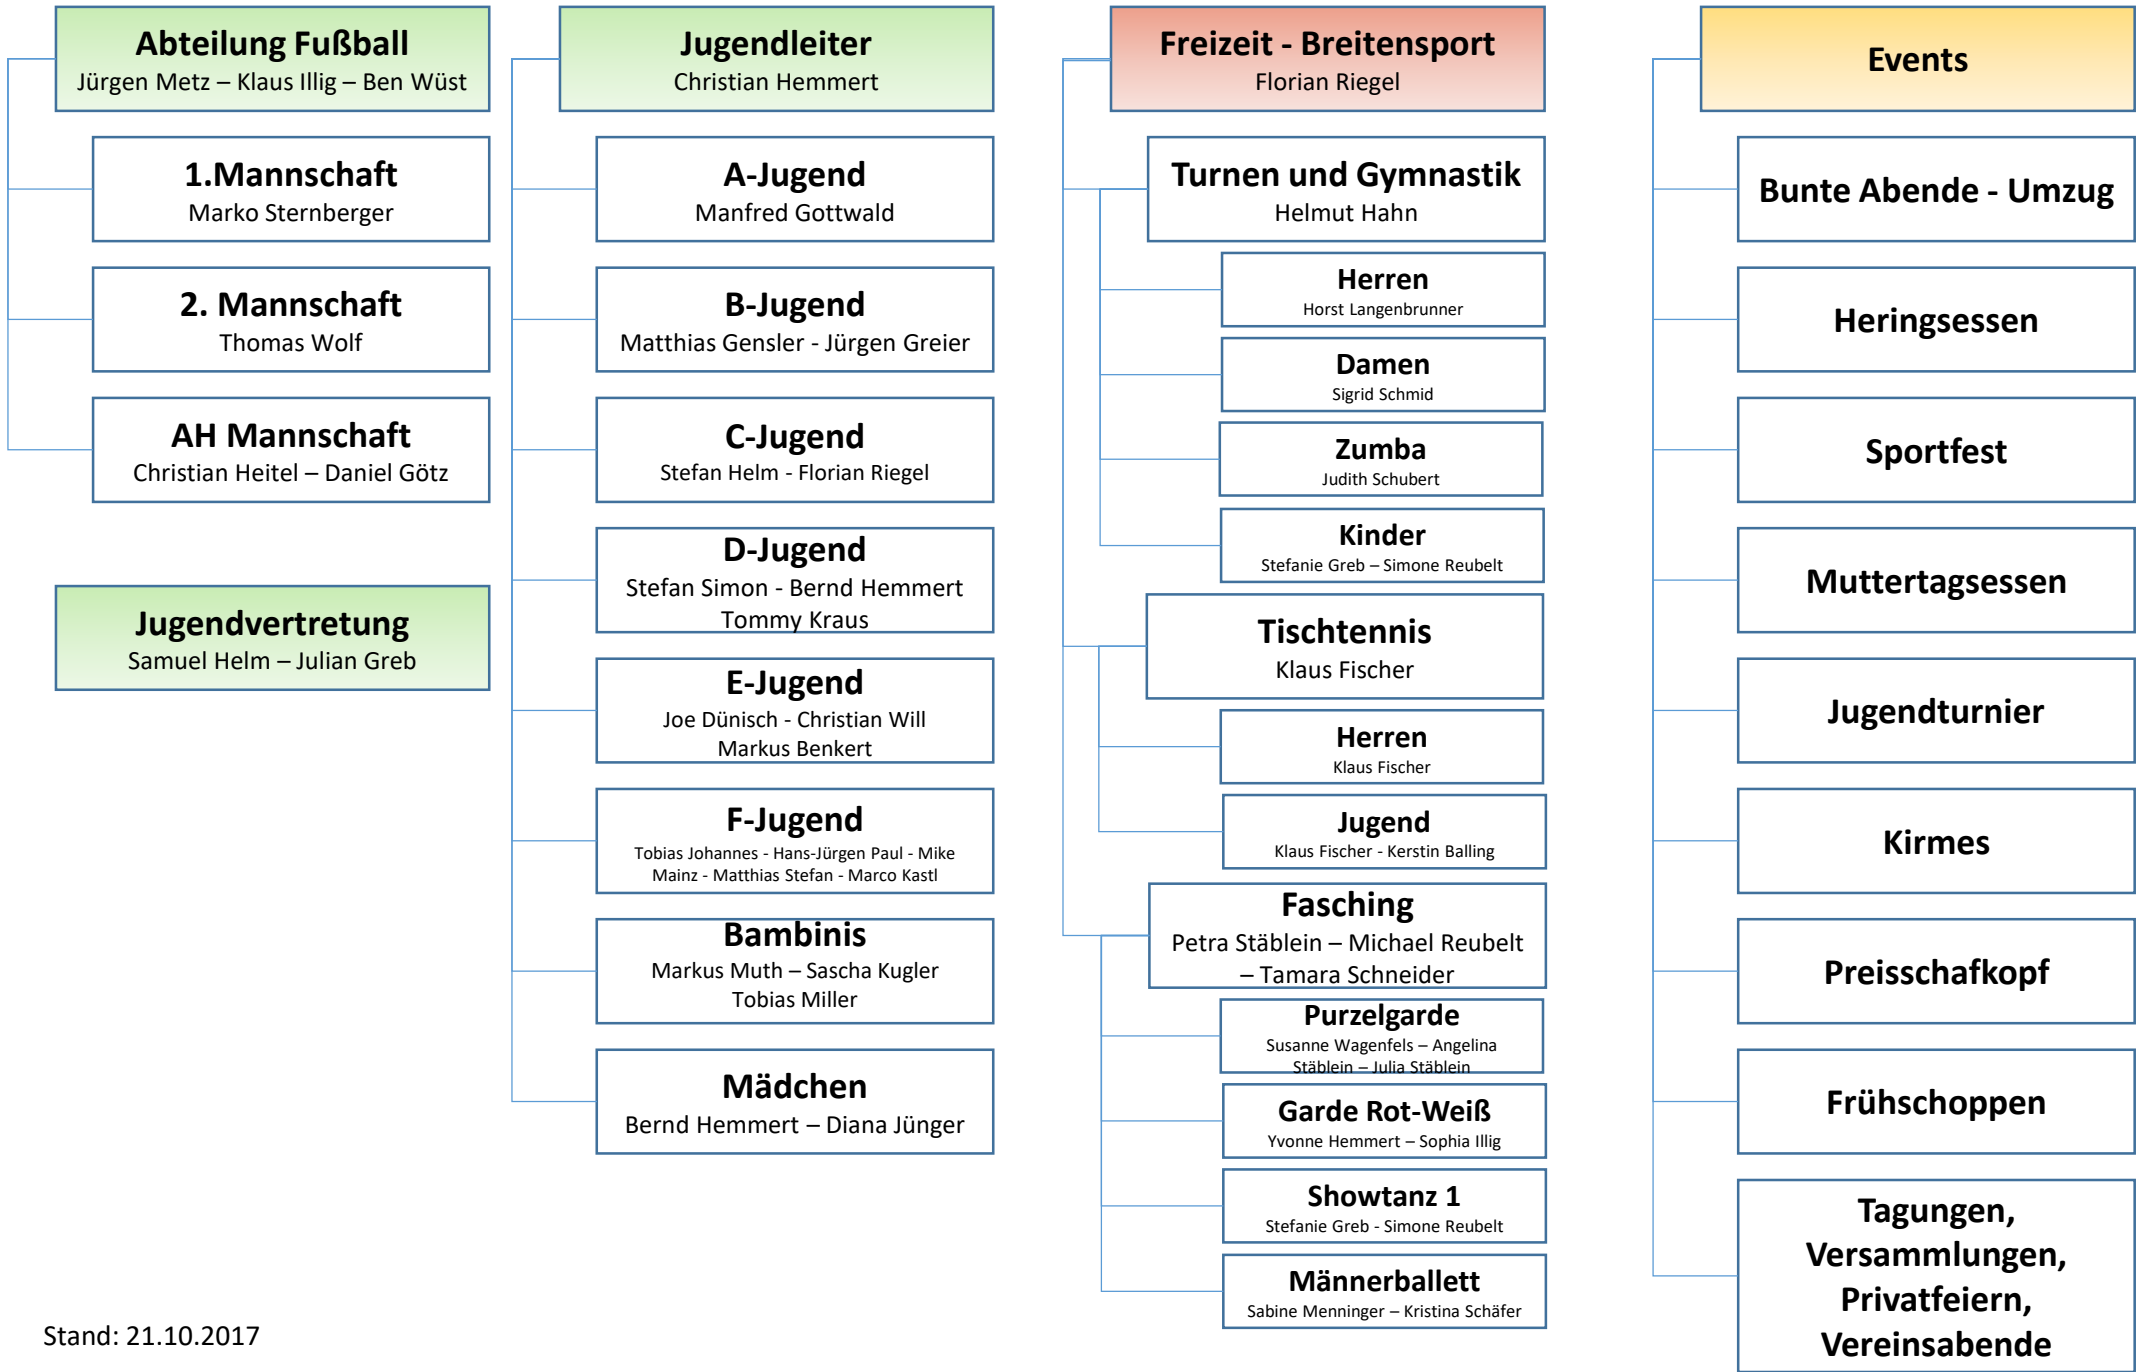 Abteilung Fußball
Jürgen Metz – Klaus Illig – Ben Wüst
1.Mannschaft
Marko Sternberger
2. Mannschaft
Thomas Wolf
AH Mannschaft
Christian Heitel – Daniel Götz
Jugendvertretung
Samuel Helm – Julian Greb
Jugendleiter
Christian Hemmert
A-Jugend
Manfred Gottwald
B-Jugend
Matthias Gensler - Jürgen Greier
C-Jugend
Stefan Helm - Florian Riegel
D-Jugend
Stefan Simon - Bernd Hemmert
Tommy Kraus
E-Jugend
Joe Dünisch - Christian Will
Markus Benkert
F-Jugend
Tobias Johannes - Hans-Jürgen Paul - Mike
Mainz - Matthias Stefan - Marco Kastl
Bambinis
Markus Muth – Sascha Kugler
Tobias Miller
Mädchen
Bernd Hemmert – Diana Jünger
Freizeit - Breitensport
Florian Riegel
Turnen und Gymnastik
Helmut Hahn
Herren
Horst Langenbrunner
Damen
Sigrid Schmid
Zumba
Judith Schubert
Kinder
Stefanie Greb – Simone Reubelt
Tischtennis
Klaus Fischer
Herren
Klaus Fischer
Jugend
Klaus Fischer - Kerstin Balling
Fasching
Petra Stäblein – Michael Reubelt
– Tamara Schneider
Purzelgarde
Susanne Wagenfels – Angelina
Stäblein – Julia Stäblein
Garde Rot-Weiß
Yvonne Hemmert – Sophia Illig
Showtanz 1
Stefanie Greb - Simone Reubelt
Männerballett
Sabine Menninger – Kristina Schäfer
Events
Bunte Abende - Umzug
Heringsessen
Sportfest
Muttertagsessen
Jugendturnier
Kirmes
Preisschafkopf
Frühschoppen
Tagungen,
Versammlungen,
Privatfeiern,
Vereinsabende
Stand: 21.10.2017